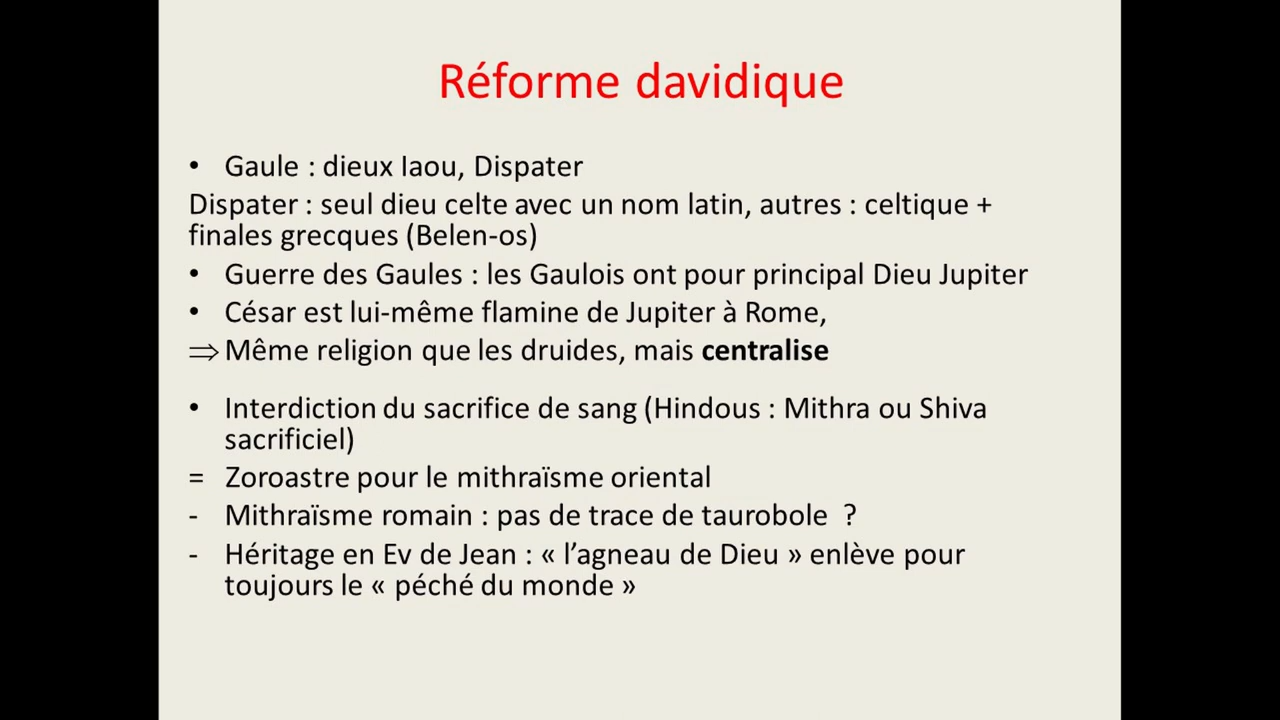 Réforme davidique
• Gaule : dieux Iaou, Dispater
Dispater : seul dieu celte avec un nom latin, autres : celtique +
finales grecques (Belen-os)
• Guerre des Gaules : les Gaulois ont pour principal Dieu Jupiter
• César est lui-même flamine de Jupiter à Rome,
⇒ Même religion que les druides, mais centralise
• Interdiction du sacrifice de sang (Hindous : Mithra ou Shiva
sacrificiel)
= Zoroastre pour le mithraïsme oriental
- Mithraïsme romain : pas de trace de taurobole ?
- Héritage en Ev de Jean : « l’agneau de Dieu » enlève pour
toujours le « péché du monde »